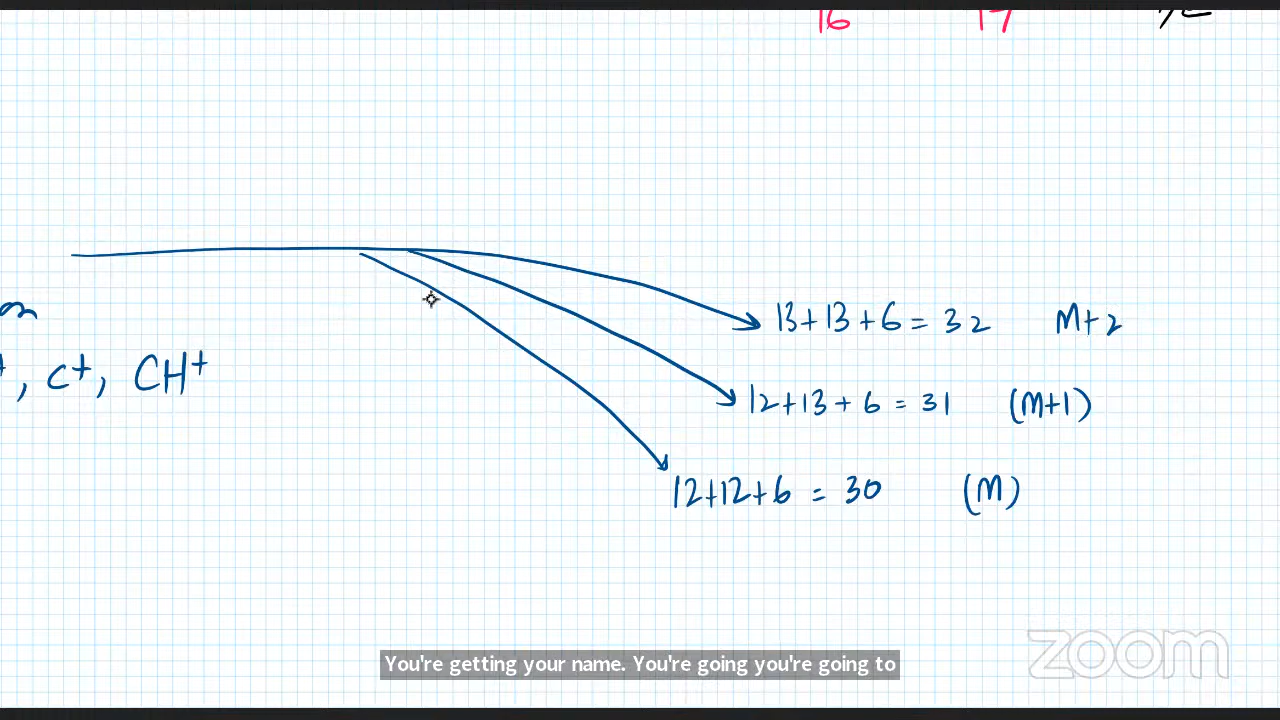 16 17
13+13+6 = 32 M+2
12+13+6 = 31 (M+1)
, C+, CH+
12+12+6 = 30 (M)
zoom
You're getting your name. You're going you're going to